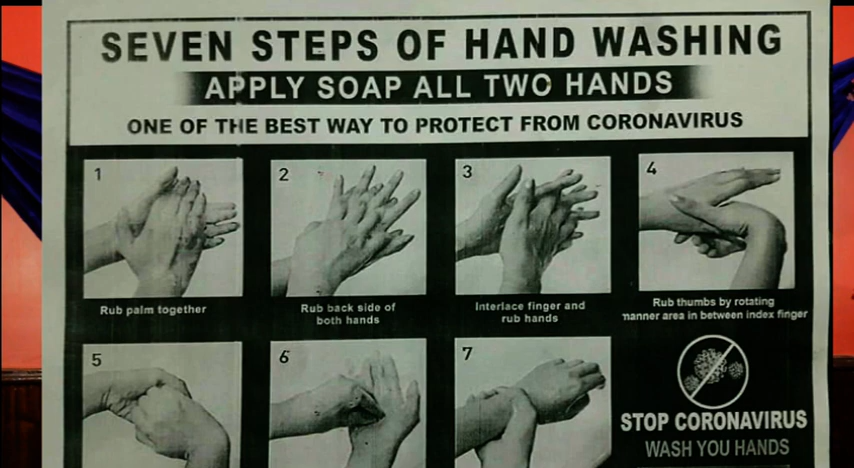 SEVEN STEPS OF HAND WASHING
APPLY SOAP ALL TWO HANDS
ONE OF THE BEST WAY TO PROTECT FROM CORONAVIRUS
1
Rub palm together
2
Rub back side of
both hands
3
Interlace finger and
rub hands
4
Rub thumbs by rotating
manner area in between index finger
5
6
7
STOP CORONAVIRUS
WASH YOU HANDS